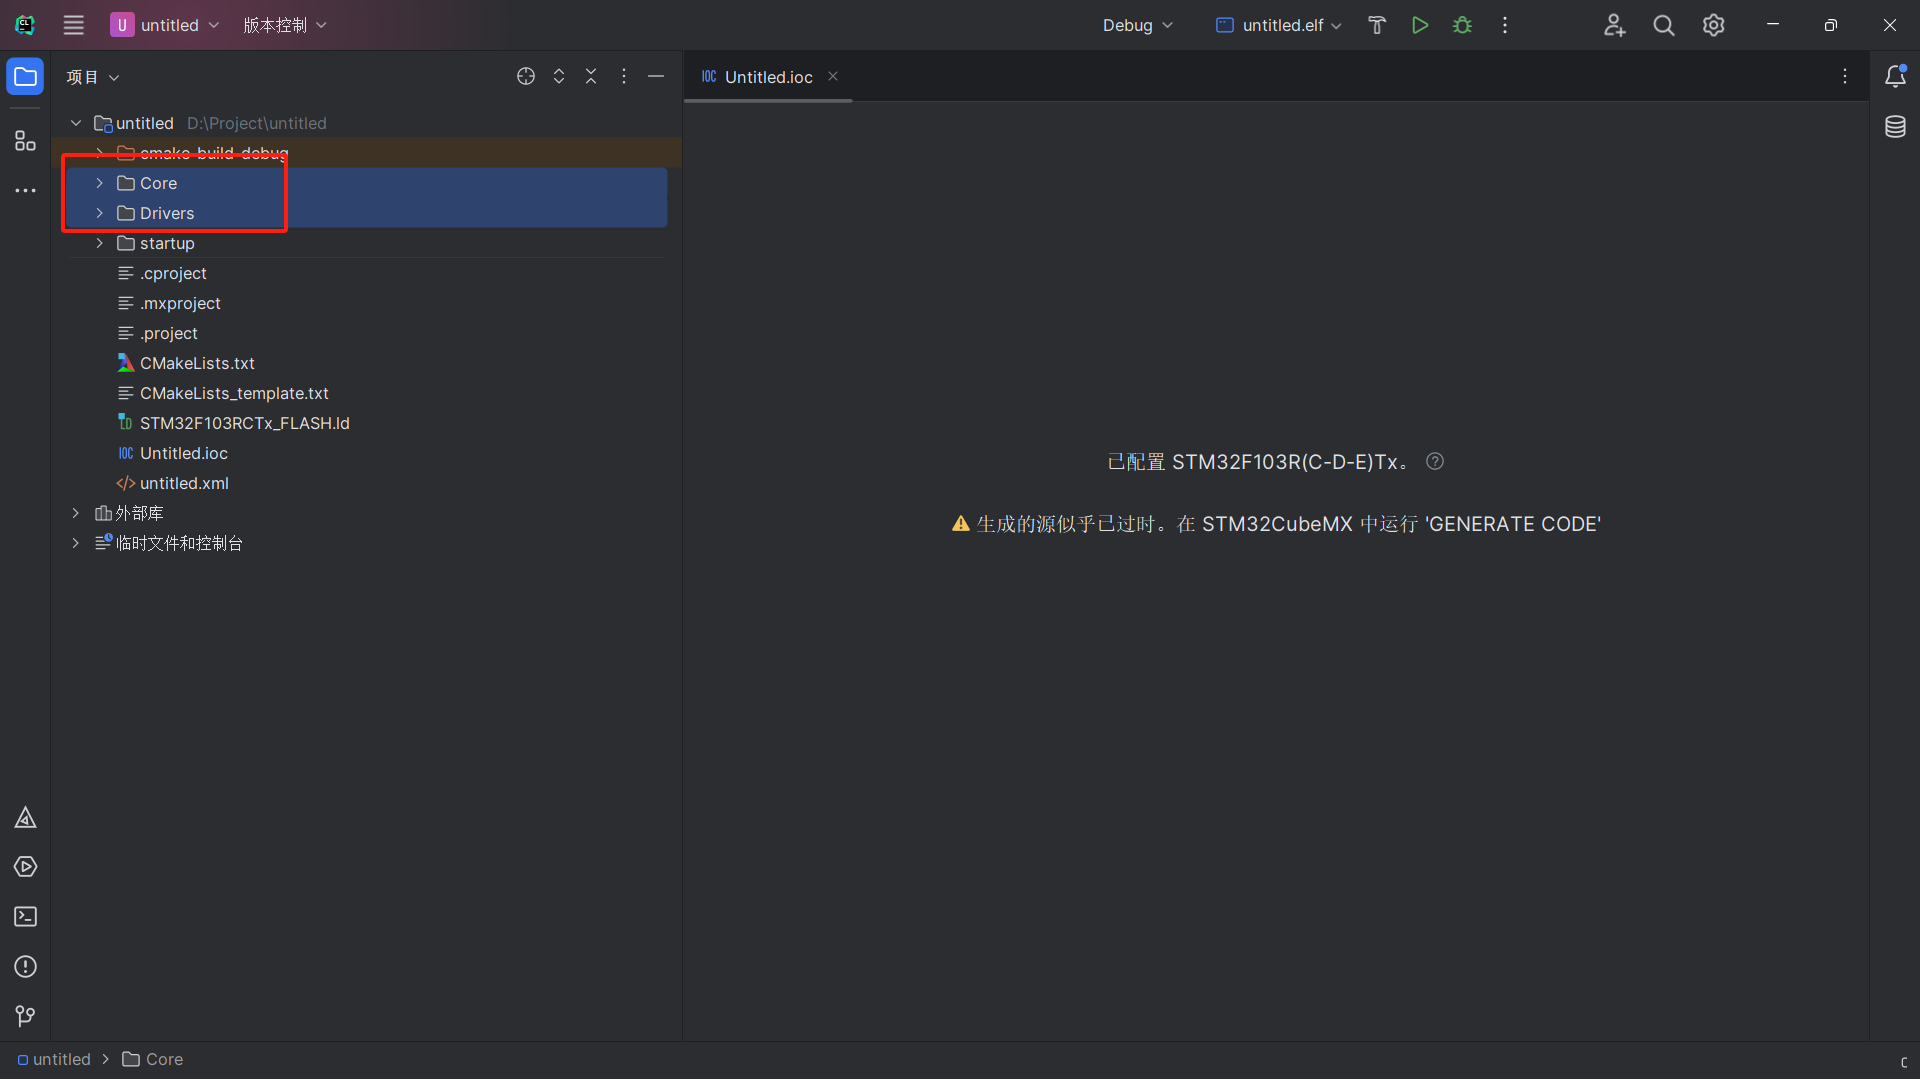 U untitled 版本控制 Debug untitled.elf
项目
IOC Untitled.ioc
untitled D:\Project\untitled
cmake-build-debug
Core
Drivers
startup
.cproject
.mxproject
.project
CMakeLists.txt
CMakeLists_template.txt
STM32F103RCTx_FLASH.ld
IOC Untitled.ioc
untitled.xml
外部库
临时文件和控制台
已配置 STM32F103R(C-D-E)Tx。
生成的源似乎已过时。在 STM32CubeMX 中运行 'GENERATE CODE'
untitled > Core